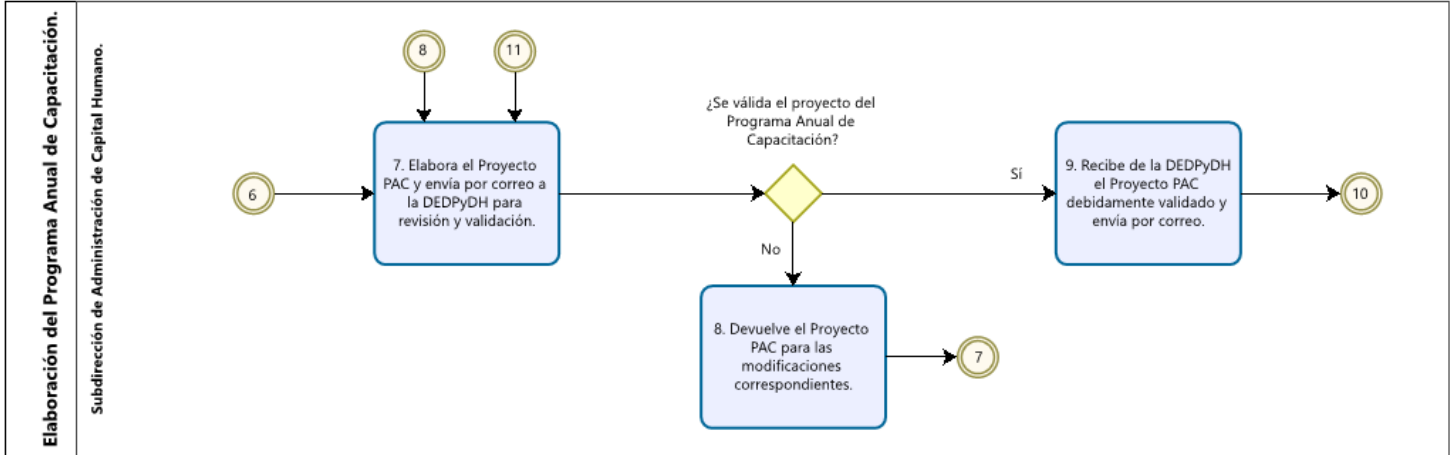 Elaboración del Programa Anual de Capacitación.
Subdirección de Administración de Capital Humano.
8
11
6
7. Elabora el Proyecto
PAC y envía por correo a
la DEDPyDH para
revisión y validación.
¿Se válida el proyecto del
Programa Anual de
Capacitación?
Sí
No
9. Recibe de la DEDPyDH
el Proyecto PAC
debidamente validado y
envía por correo.
10
8. Devuelve el Proyecto
PAC para las
modificaciones
correspondientes.
7